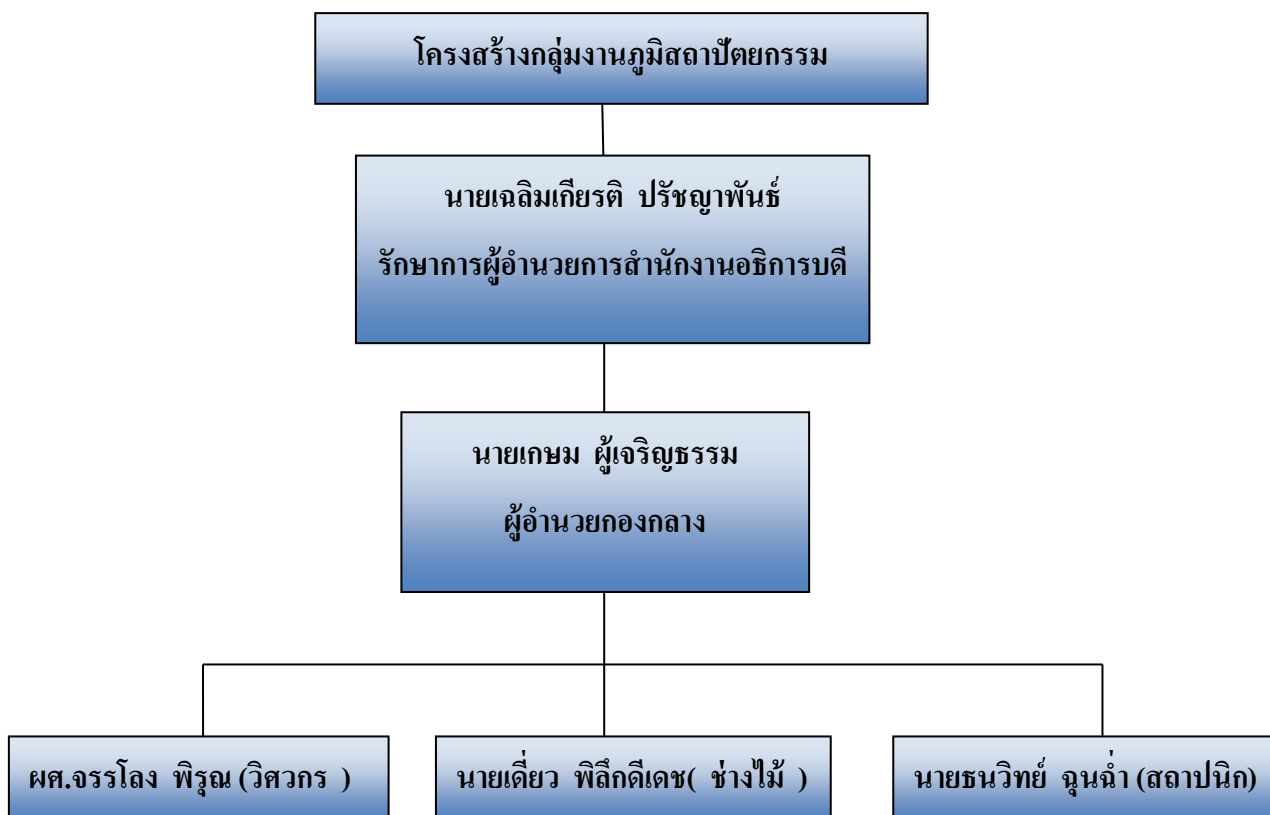 โครงสร้างกลุ่มงานภูมิสถาปัตยกรรม
นายเฉลิมเกียรติ ปรัชญาพันธ์
รักษาการผู้อำนวยการสำนักงานอธิการบดี
นายเกษม ผู้เจริญธรรม
ผู้อำนวยกองกลาง
ผศ.จรรโลง พิรุณ (วิศวกร )
นายเดี่ยว พิลึกดีเดช( ช่างไม้ )
นายธนวิทย์ ฉุนฉ่ำ (สถาปนิก)